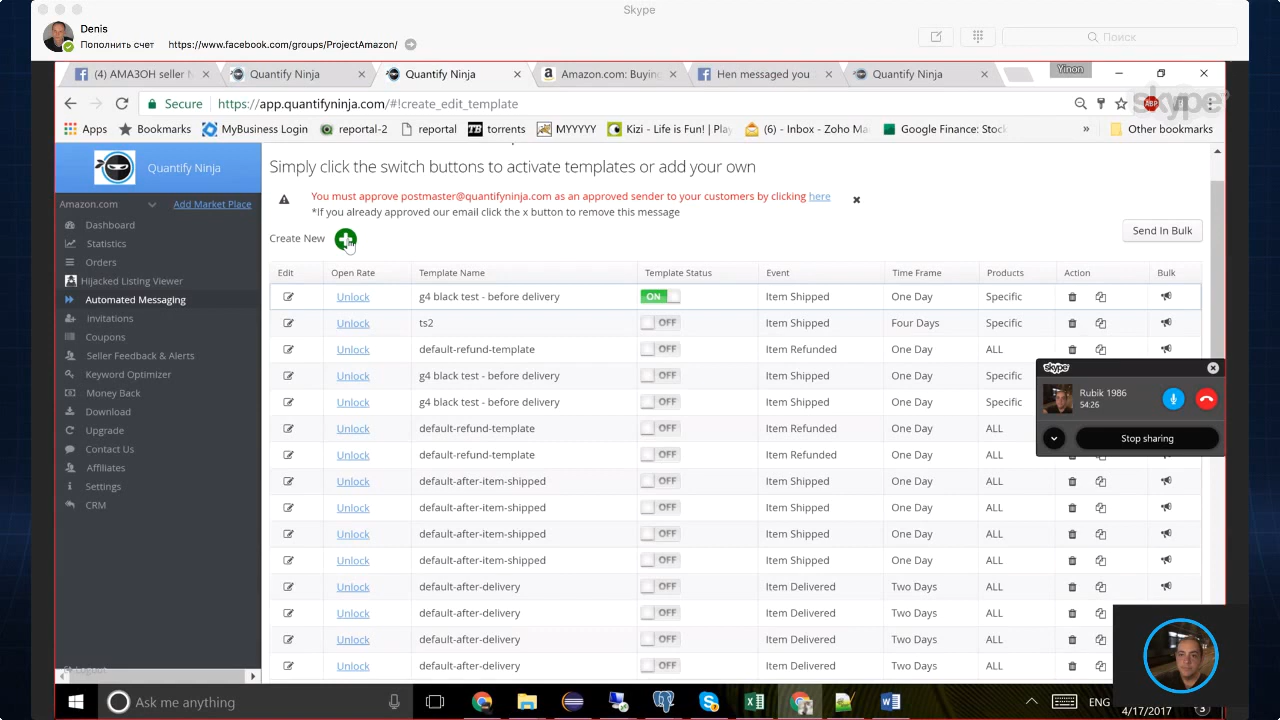 Skype
Denis
Пополнить счет https://www.facebook.com/groups/ProjectAmazon/
Поиск
(4) АМАЗОН seller
Quantify Ninja
Quantify Ninja
Amazon.com: Buyin
Hen messaged you
Quantify Ninja
Yinon
Secure https://app.quantifyninja.com/#!create_edit_template
ABP
skype
Apps Bookmarks MyBusiness Login reportal-2 reportal torrents MYYYYY Kizi - Life is Fun! | Play (6) - Inbox - Zoho Ma Google Finance: Stoc » Other bookmarks
Quantify Ninja
Amazon.com Add Market Place
Dashboard
Statistics
Orders
Hijacked Listing Viewer
Automated Messaging
Invitations
Coupons
Seller Feedback & Alerts
Keyword Optimizer
Money Back
Download
Upgrade
Contact Us
Affiliates
Settings
CRM
Logout
Simply click the switch buttons to activate templates or add your own
You must approve postmaster@quantifyninja.com as an approved sender to your customers by clicking here
*If you already approved our email click the x button to remove this message
Create New
Send In Bulk
Edit Open Rate Template Name Template Status Event Time Frame Products Action Bulk
Unlock g4 black test - before delivery ON Item Shipped One Day Specific
Unlock ts2 OFF Item Shipped Four Days Specific
Unlock default-refund-template OFF Item Refunded One Day ALL
Unlock g4 black test - before delivery OFF Item Shipped One Day Specific
Unlock g4 black test - before delivery OFF Item Shipped One Day Specific
Unlock default-refund-template OFF Item Refunded One Day ALL
Unlock default-refund-template OFF Item Refunded One Day ALL
Unlock default-after-item-shipped OFF Item Shipped One Day ALL
Unlock default-after-item-shipped OFF Item Shipped One Day ALL
Unlock default-after-item-shipped OFF Item Shipped One Day ALL
Unlock default-after-item-shipped OFF Item Shipped One Day ALL
Unlock default-after-delivery OFF Item Delivered Two Days ALL
Unlock default-after-delivery OFF Item Delivered Two Days ALL
Unlock default-after-delivery OFF Item Delivered Two Days ALL
Unlock default-after-delivery OFF Item Delivered Two Days ALL
skype
Rubik 1986
54:26
Stop sharing
Ask me anything
ENG
4/17/2017
3